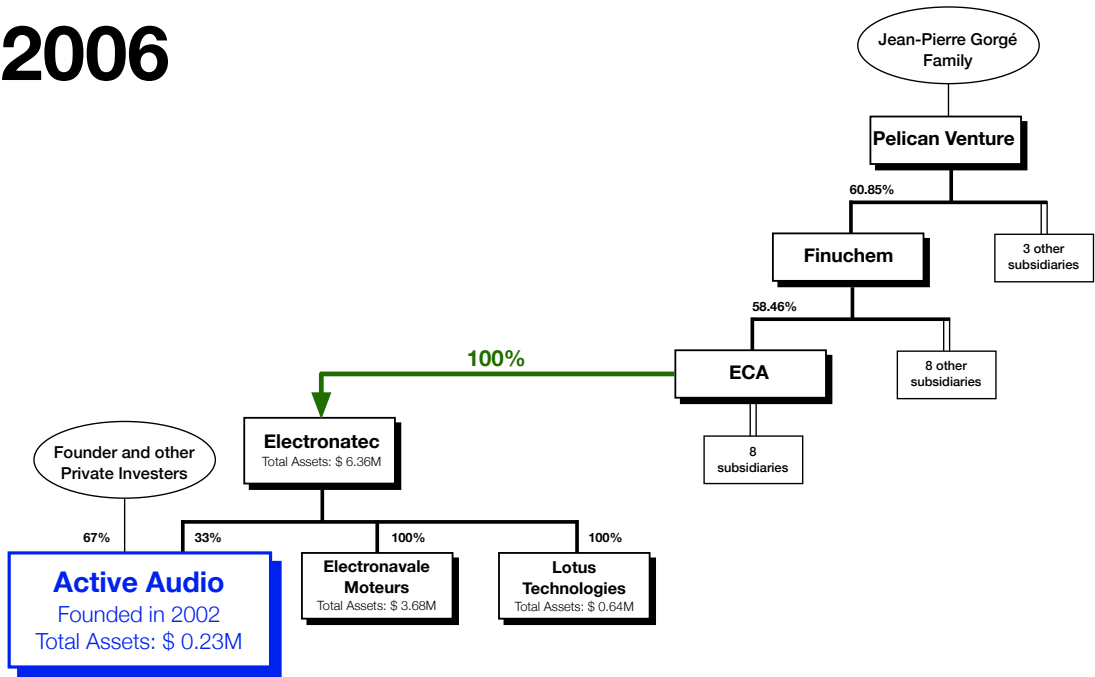 2006
Jean-Pierre Gorgé
Family
Pelican Venture
60.85%
Finuchem
3 other
subsidiaries
58.46%
100%
ECA
8 other
subsidiaries
Electronatec
Total Assets: $ 6.36M
8
subsidiaries
Founder and other
Private Investers
67%
33%
100%
100%
Active Audio
Founded in 2002
Total Assets: $ 0.23M
Electronavale
Moteurs
Total Assets: $ 3.68M
Lotus
Technologies
Total Assets: $ 0.64M